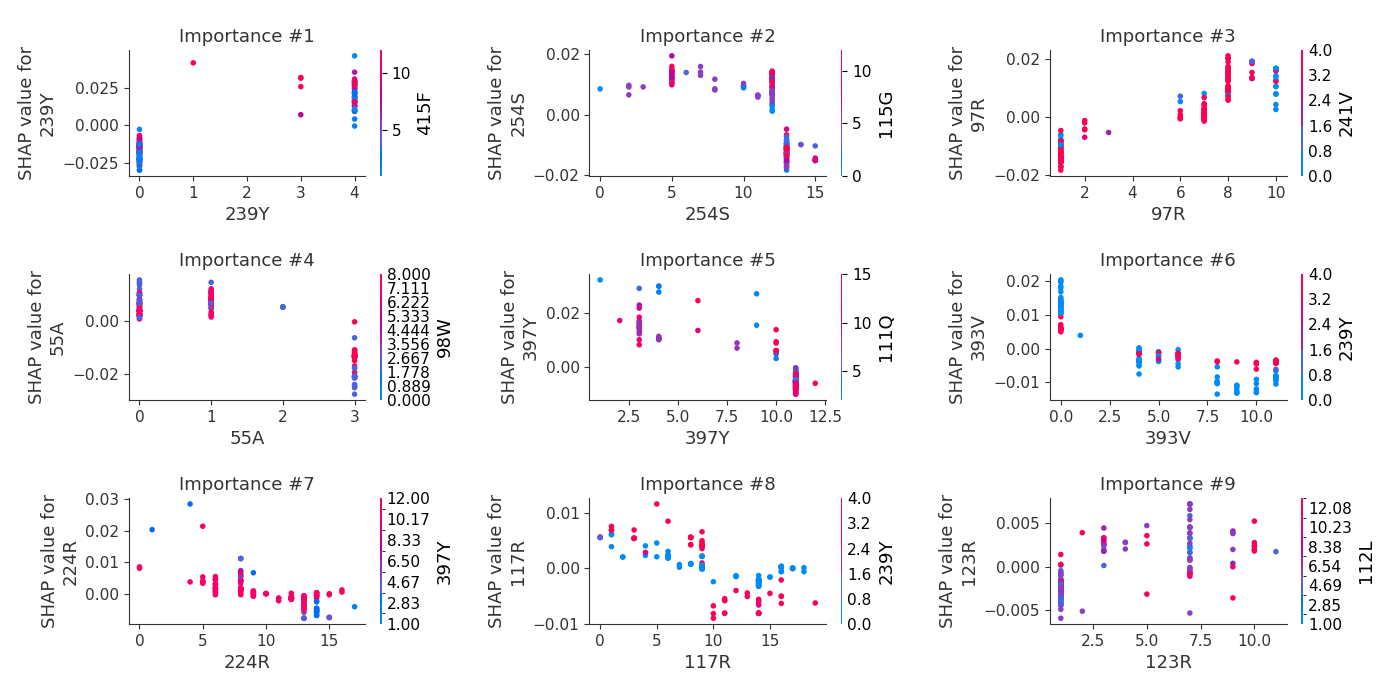 Importance #1
SHAP value for
239Y
0.025
0.000
−0.025
0 1 2 3 4
239Y
10
5
415F
Importance #2
SHAP value for
254S
0.02
0.00
−0.02
0 5 10 15
254S
10
5
0
115G
Importance #3
SHAP value for
97R
0.02
0.00
−0.02
2 4 6 8 10
97R
4.0
3.2
2.4
1.6
0.8
0.0
241V
Importance #4
SHAP value for
55A
0.00
−0.02
0 1 2 3
55A
8.000
7.111
6.222
5.333
4.444
3.556
2.667
1.778
0.889
0.000
98W
Importance #5
SHAP value for
397Y
0.02
0.00
2.5 5.0 7.5 10.0 12.5
397Y
15
10
5
111Q
Importance #6
SHAP value for
393V
0.02
0.01
0.00
−0.01
0.0 2.5 5.0 7.5 10.0
393V
4.0
3.2
2.4
1.6
0.8
0.0
239Y
Importance #7
SHAP value for
224R
0.03
0.02
0.01
0.00
0 5 10 15
224R
12.00
10.17
8.33
6.50
4.67
2.83
1.00
397Y
Importance #8
SHAP value for
117R
0.01
0.00
−0.01
0 5 10 15
117R
4.0
3.2
2.4
1.6
0.8
0.0
239Y
Importance #9
SHAP value for
123R
0.005
0.000
−0.005
2.5 5.0 7.5 10.0
123R
12.08
10.23
8.38
6.54
4.69
2.85
1.00
112L